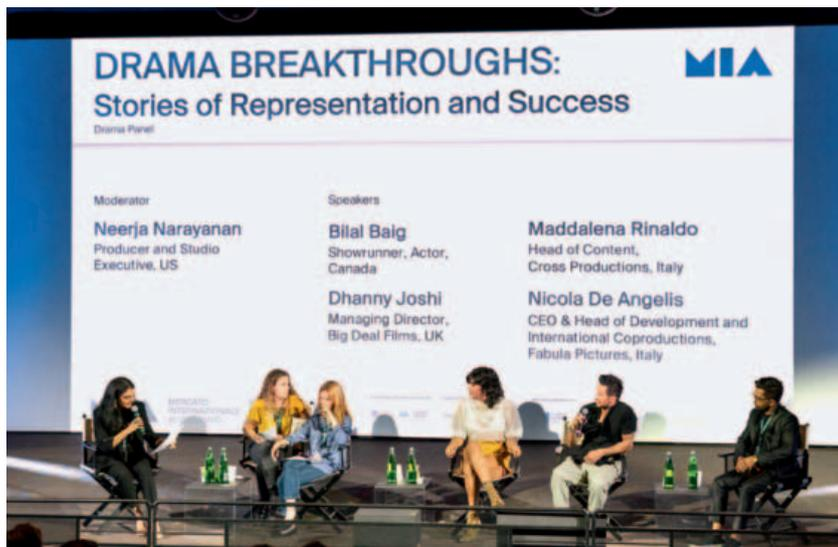 DRAMA BREAKTHROUGHS:
Stories of Representation and Success
Drama Panel
MIA
Moderator
Neerja Narayanan
Producer and Studio
Executive, US
Speakers
Bilal Baig
Showrunner, Actor,
Canada
Dhanny Joshi
Managing Director,
Big Deal Films, UK
Maddalena Rinaldo
Head of Content,
Cross Productions, Italy
Nicola De Angelis
CEO & Head of Development and
International Coproductions,
Fabula Pictures, Italy
MERCATO
INTERNAZIONALE